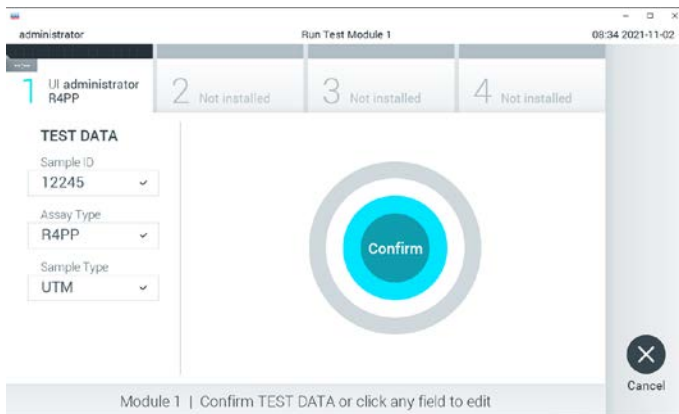 administrator Run Test Module 1 08:34 2021-11-02
1 UI administrator
R4PP
2 Not installed
3 Not installed
4 Not installed
TEST DATA
Sample ID
12245
Assay Type
R4PP
Sample Type
UTM
Confirm
Cancel
Module 1 | Confirm TEST DATA or click any field to edit